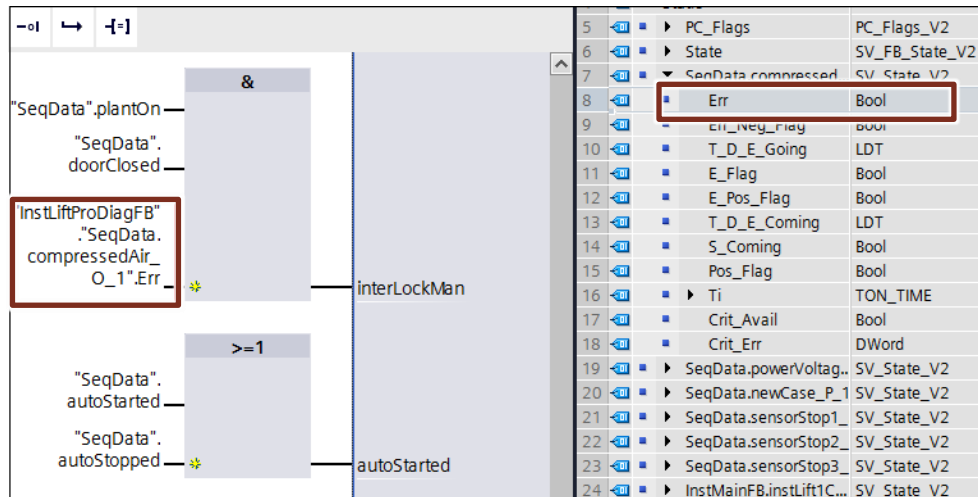 &
"SeqData".plantOn
"SeqData".
doorClosed
"InstLiftProDiagFB"
."SeqData.
compressedAir_
O_1".Err
interLockMan
>=1
"SeqData".
autoStarted
"SeqData".
autoStopped
autoStarted
5 PC_Flags PC_Flags_V2
6 State SV_FB_State_V2
7 SeqData.compressed... SV_State_V2
8 Err Bool
9 Err_Neg_Flag Bool
10 T_D_E_Going LDT
11 E_Flag Bool
12 E_Pos_Flag Bool
13 T_D_E_Coming LDT
14 S_Coming Bool
15 Pos_Flag Bool
16 Ti TON_TIME
17 Crit_Avail Bool
18 Crit_Err DWord
19 SeqData.powerVoltag.. SV_State_V2
20 SeqData.newCase_P_1 SV_State_V2
21 SeqData.sensorStop1_ SV_State_V2
22 SeqData.sensorStop2_ SV_State_V2
23 SeqData.sensorStop3_ SV_State_V2
24 InstMainFB.instLift1C... SV_State_V2